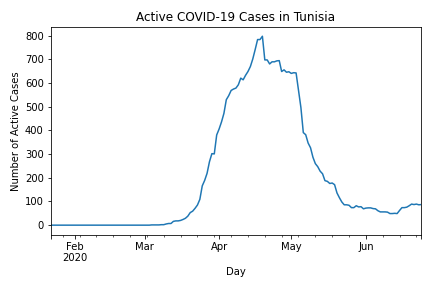 Active COVID-19 Cases in Tunisia
Number of Active Cases
800
700
600
500
400
300
200
100
0
Feb
2020
Mar
Apr
May
Jun
Day